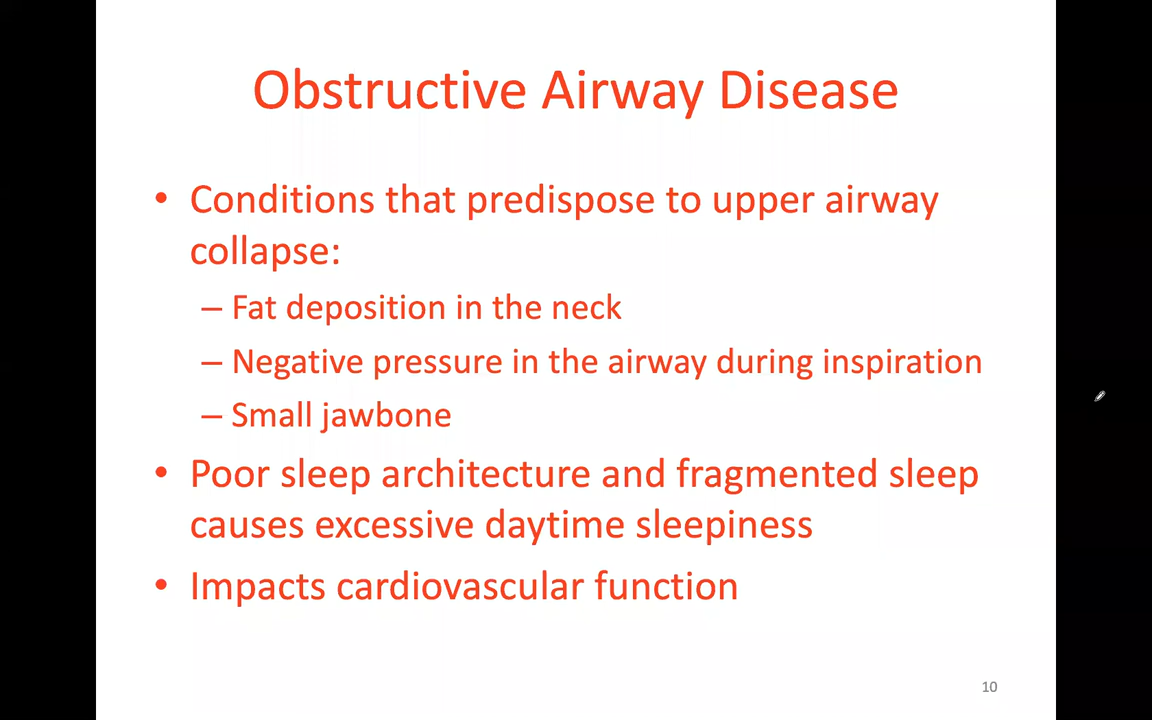 Obstructive Airway Disease
• Conditions that predispose to upper airway
collapse:
– Fat deposition in the neck
– Negative pressure in the airway during inspiration
– Small jawbone
• Poor sleep architecture and fragmented sleep
causes excessive daytime sleepiness
• Impacts cardiovascular function
10